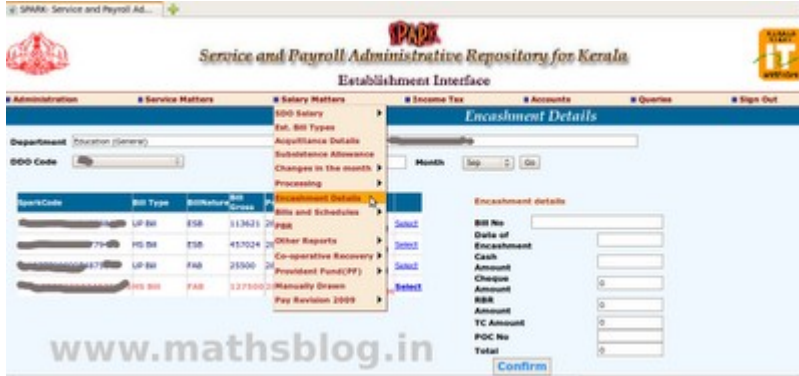 SPARK: Service and Payroll Ad...
SPARK
Service and Payroll Administrative Repository for Kerala
Establishment Interface
KERALA STATE
IT
Administration Service Matters Salary Matters Income Tax Accounts Queries Sign Out
Encashment Details
SDO Salary
Est. Bill Types
Acquittance Details
Subsistence Allowance
Changes in the month
Processing
Encashment Details
Bills and Schedules
PBR
Other Reports
Co-operative Recovery
Provident Fund(PF)
Manually Drawn
Pay Revision 2009
Department Education (General)
DDO Code
Month Sep Go
SparkCode Bill Type BillNature Bill Gross
UP Bill ESB 113621 Select
HS Bill ESB 457024 Select
UP Bill FAB 25500 Select
HS Bill FAB 127500 Select
Encashment details
Bill No
Date of Encashment
Cash Amount
Cheque Amount 0
RBR Amount 0
TC Amount
POC No
Total 0
Confirm
www.mathsblog.in